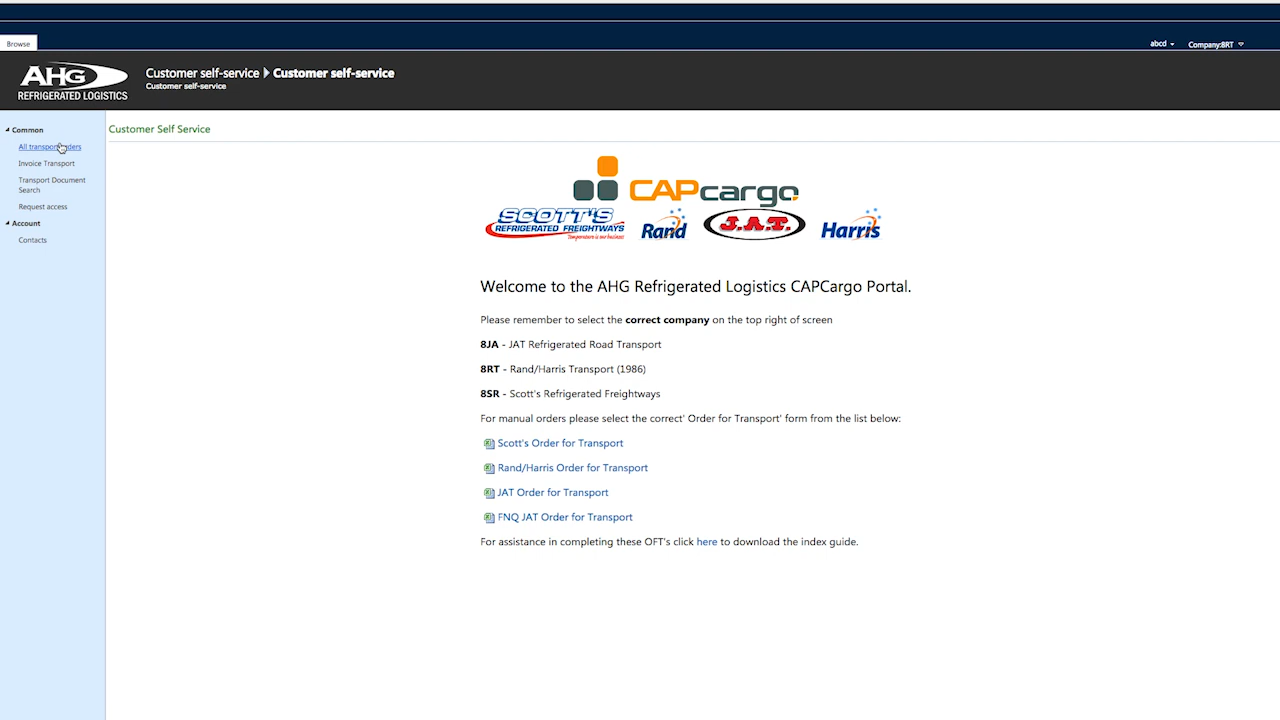 Browse
abcd
Company:8RT
AHG
REFRIGERATED LOGISTICS
Customer self-service Customer self-service
Customer self-service
Common
All transport orders
Invoice Transport
Transport Document
Search
Request access
Account
Contacts
Customer Self Service
CAPcargo
SCOTT'S
REFRIGERATED FREIGHTWAYS
Temperature is our business
Rand
J.A.T.
Harris
Welcome to the AHG Refrigerated Logistics CAPCargo Portal.
Please remember to select the correct company on the top right of screen
8JA - JAT Refrigerated Road Transport
8RT - Rand/Harris Transport (1986)
8SR - Scott's Refrigerated Freightways
For manual orders please select the correct' Order for Transport' form from the list below:
Scott's Order for Transport
Rand/Harris Order for Transport
JAT Order for Transport
FNQ JAT Order for Transport
For assistance in completing these OFT's click here to download the index guide.